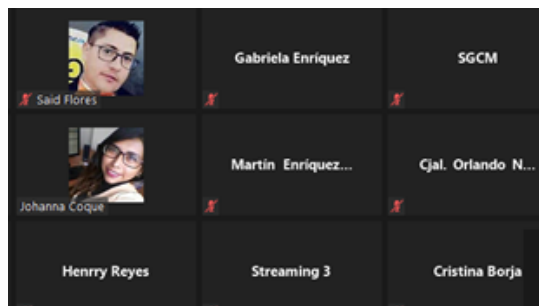 Gabriela Enríquez
SGCM
Said Flores
Martín Enríquez...
Cjal. Orlando N...
Johanna Coque
Henrry Reyes
Streaming 3
Cristina Borja